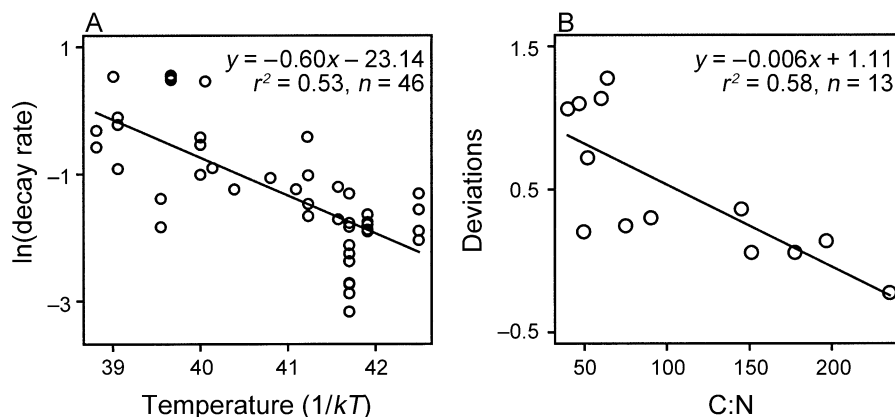 A
y = −0.60x − 23.14
r² = 0.53, n = 46
1
−1
−3
ln(decay rate)
39 40 41 42
Temperature (1/kT)
B
y = −0.006x + 1.11
r² = 0.58, n = 13
1.5
0.5
−0.5
Deviations
50 100 150 200
C:N